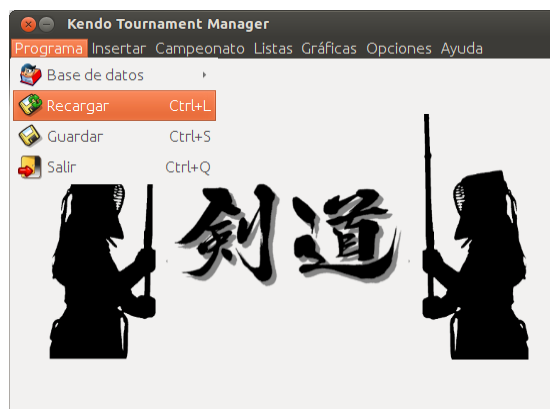 Kendo Tournament Manager
Programa Insertar Campeonato Listas Gráficas Opciones Ayuda
Base de datos
Recargar Ctrl+L
Guardar Ctrl+S
Salir Ctrl+Q
剣道